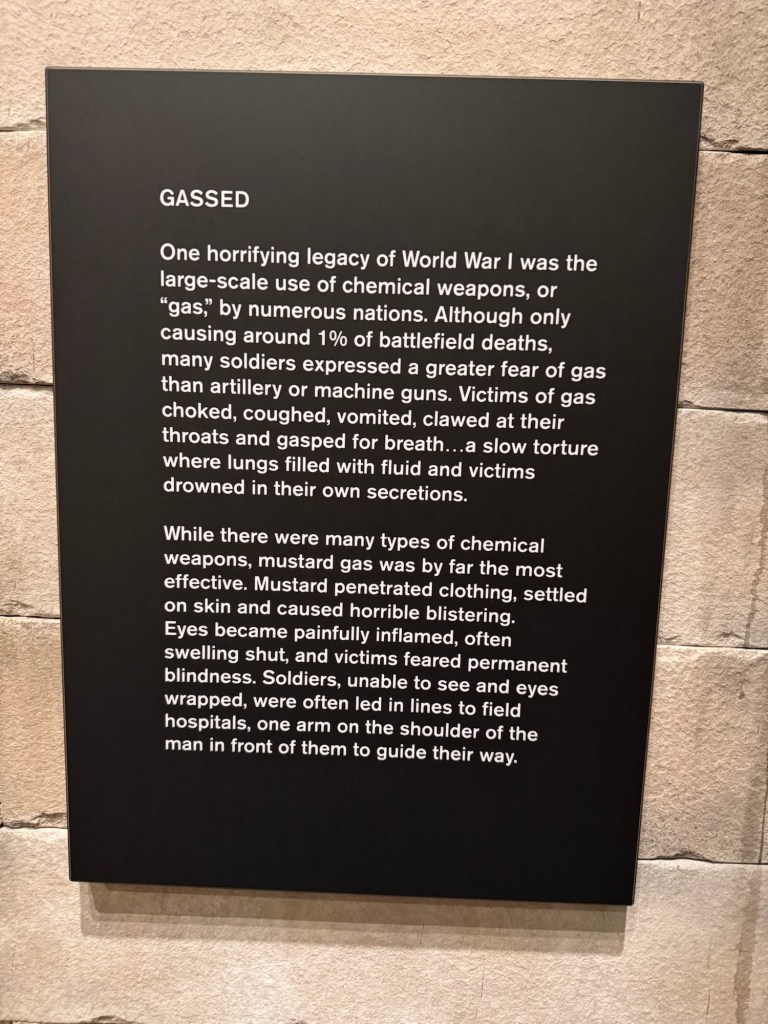 GASSED
One horrifying legacy of World War I was the
large-scale use of chemical weapons, or
“gas,” by numerous nations. Although only
causing around 1% of battlefield deaths,
many soldiers expressed a greater fear of gas
than artillery or machine guns. Victims of gas
choked, coughed, vomited, clawed at their
throats and gasped for breath…a slow torture
where lungs filled with fluid and victims
drowned in their own secretions.
While there were many types of chemical
weapons, mustard gas was by far the most
effective. Mustard penetrated clothing, settled
on skin and caused horrible blistering.
Eyes became painfully inflamed, often
swelling shut, and victims feared permanent
blindness. Soldiers, unable to see and eyes
wrapped, were often led in lines to field
hospitals, one arm on the shoulder of the
man in front of them to guide their way.